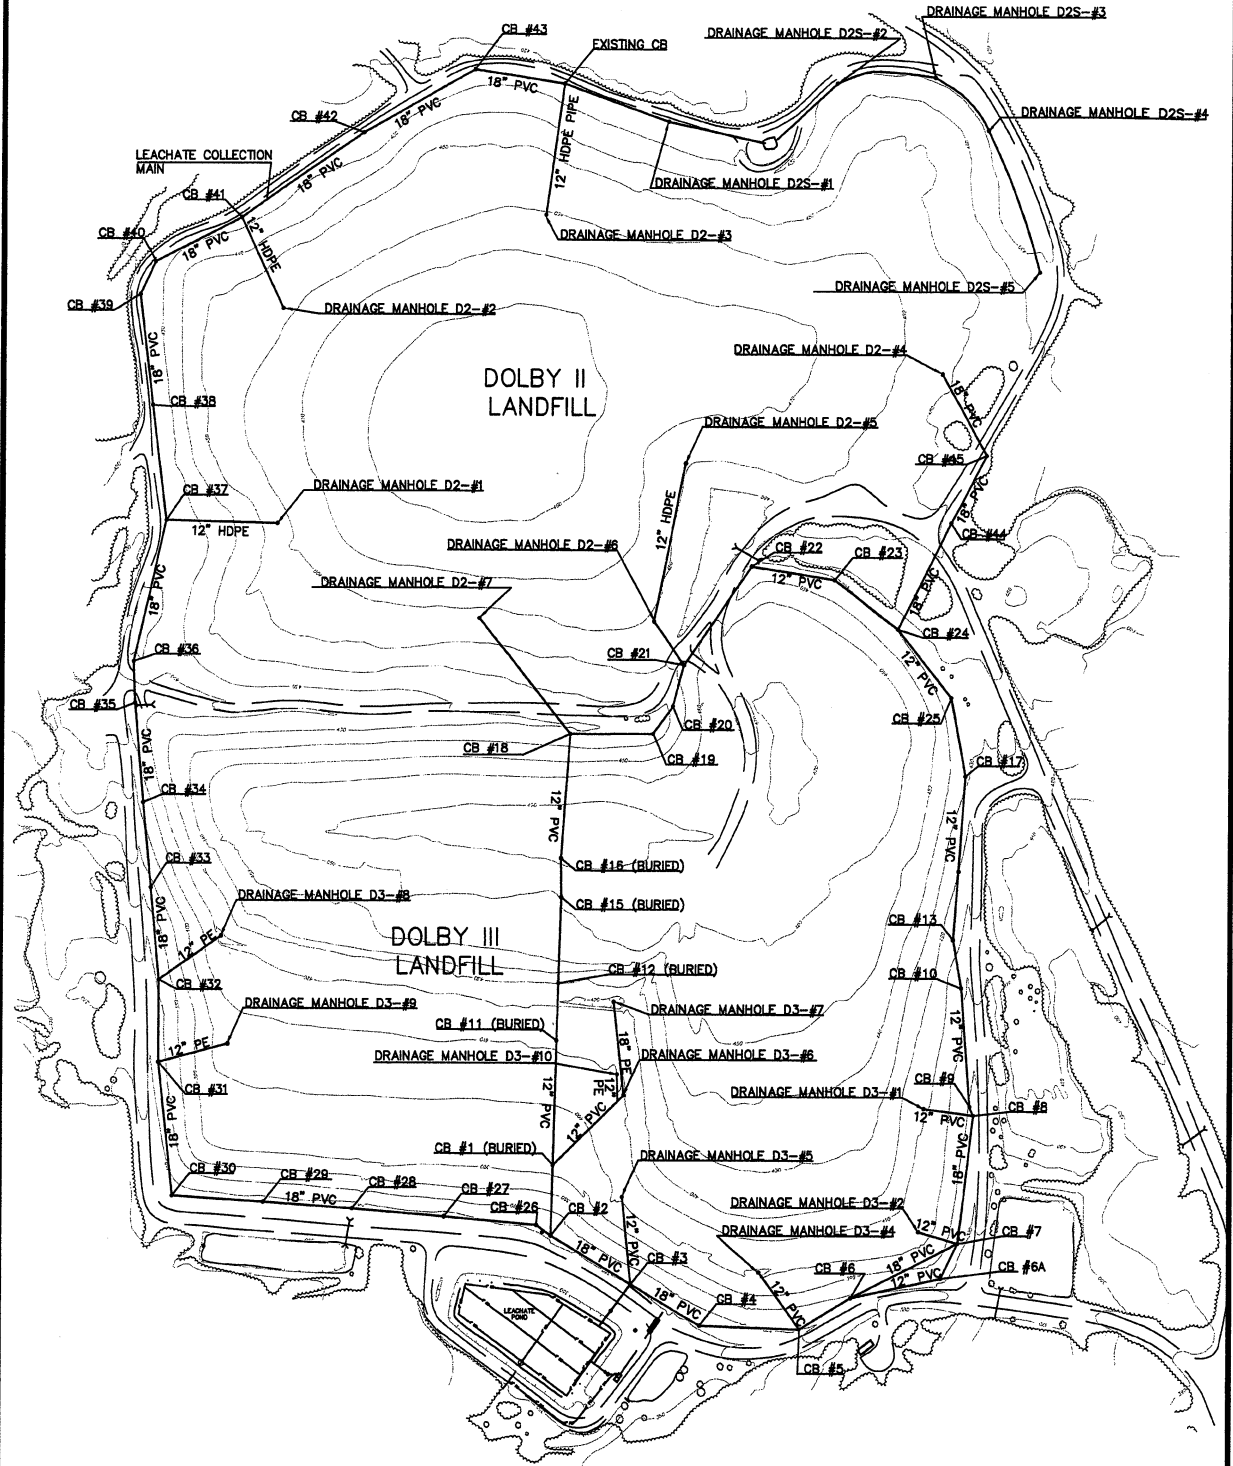 DRAINAGE MANHOLE D2S-#3
CB #43
DRAINAGE MANHOLE D2S-#2
EXISTING CB
18" PVC
12" HDPE PIPE
CB #42
18" PVC
DRAINAGE MANHOLE D2S-#4
LEACHATE COLLECTION
MAIN
18" PVC
DRAINAGE MANHOLE D2S-#1
CB #41
CB #40
18" PVC
12" HDPE
DRAINAGE MANHOLE D2-#3
CB #39
DRAINAGE MANHOLE D2S-#5
DRAINAGE MANHOLE D2-#2
18" PVC
DRAINAGE MANHOLE D2-#4
DOLBY II
LANDFILL
18" PVC
CB #38
DRAINAGE MANHOLE D2-#5
CB #45
CB #37
DRAINAGE MANHOLE D2-#1
18" PVC
12" HDPE
12" HDPE
CB #44
DRAINAGE MANHOLE D2-#6
CB #22
CB #23
12" PVC
DRAINAGE MANHOLE D2-#7
18" PVC
18" PVC
CB #24
CB #36
CB #21
12" PVC
CB #35
CB #25
CB #20
CB #18
CB #19
18" PVC
CB #17
CB #34
12" PVC
12" PVC
CB #33
CB #16 (BURIED)
DRAINAGE MANHOLE D3-#8
CB #15 (BURIED)
18" PVC
12" PE
CB #13
DOLBY III
LANDFILL
CB #12 (BURIED)
CB #10
CB #32
DRAINAGE MANHOLE D3-#9
DRAINAGE MANHOLE D3-#7
CB #11 (BURIED)
12" PVC
12" PE
18" PE
DRAINAGE MANHOLE D3-#10
DRAINAGE MANHOLE D3-#6
CB #31
12" PVC
12" PE
CB #9
DRAINAGE MANHOLE D3-#1
12" PVC
CB #8
18" PVC
12" PVC
CB #1 (BURIED)
DRAINAGE MANHOLE D3-#5
18" PVC
CB #30
CB #29
18" PVC
CB #28
CB #27
CB #26
CB #2
DRAINAGE MANHOLE D3-#2
12" PVC
DRAINAGE MANHOLE D3-#4
12" PVC
CB #7
18" PVC
CB #3
18" PVC
CB #6
12" PVC
CB #6A
18" PVC
CB #4
12" PVC
LEACHATE
POND
CB #5